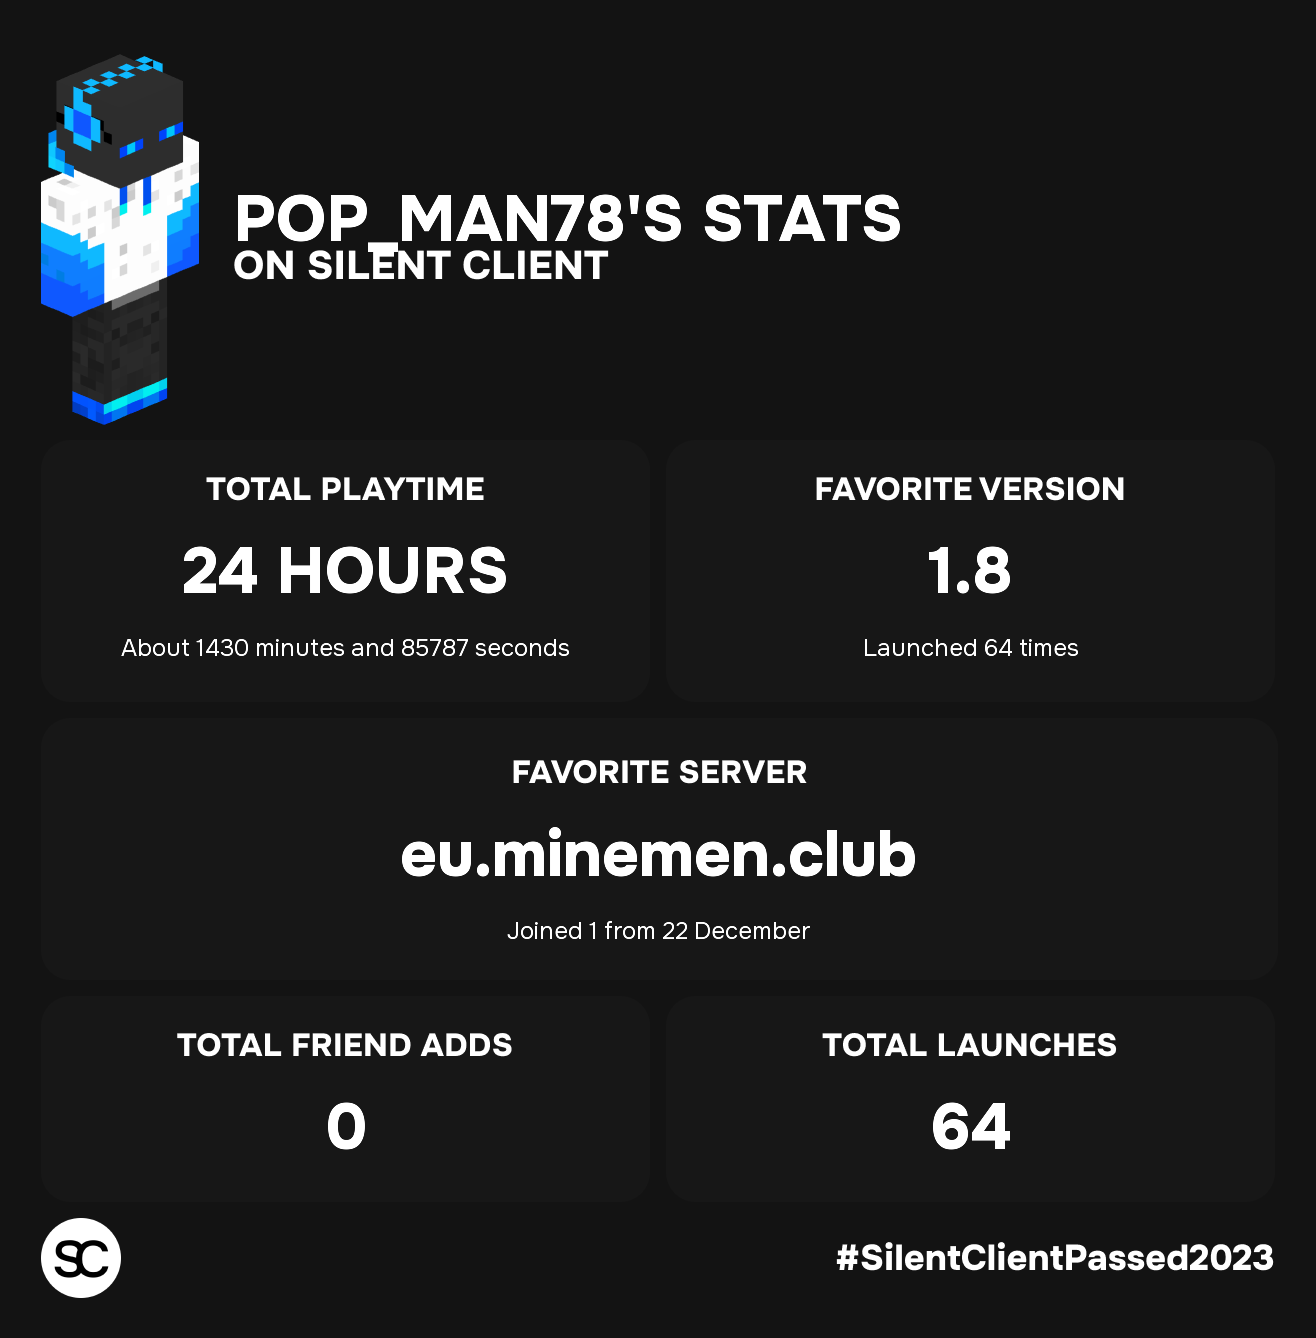 POP_MAN78'S STATS
ON SILENT CLIENT
TOTAL PLAYTIME
24 HOURS
About 1430 minutes and 85787 seconds
FAVORITE VERSION
1.8
Launched 64 times
FAVORITE SERVER
eu.minemen.club
Joined 1 from 22 December
TOTAL FRIEND ADDS
0
TOTAL LAUNCHES
64
SC
#SilentClientPassed2023